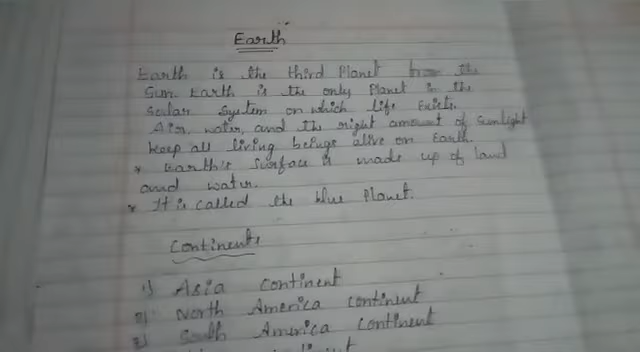 Earth
Earth is the third Planet from the
Sun. Earth is the only Planet in the
Solar System on which life Exists.
Air, water, and the right amount of Sunlight
keep all living beings alive on Earth.
* Earth's Surface is made up of land
and water.
* It is called the blue Planet.
Continents
1) Asia Continent
2) North America Continent
3) South America Continent